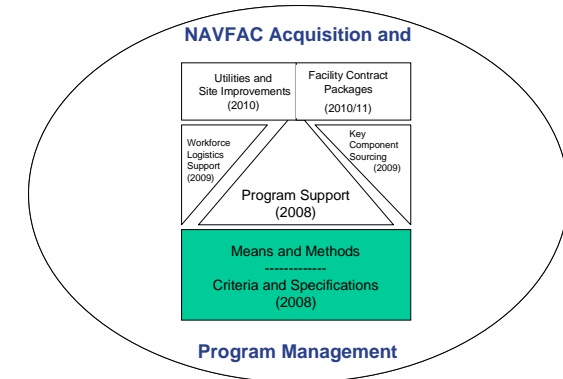 NAVFAC Acquisition and
Utilities and
Site Improvements
(2010)
Facility Contract
Packages
(2010/11)
Workforce
Logistics
Support
(2009)
Key
Component
Sourcing
(2009)
Program Support
(2008)
Means and Methods
-------------
Criteria and Specifications
(2008)
Program Management